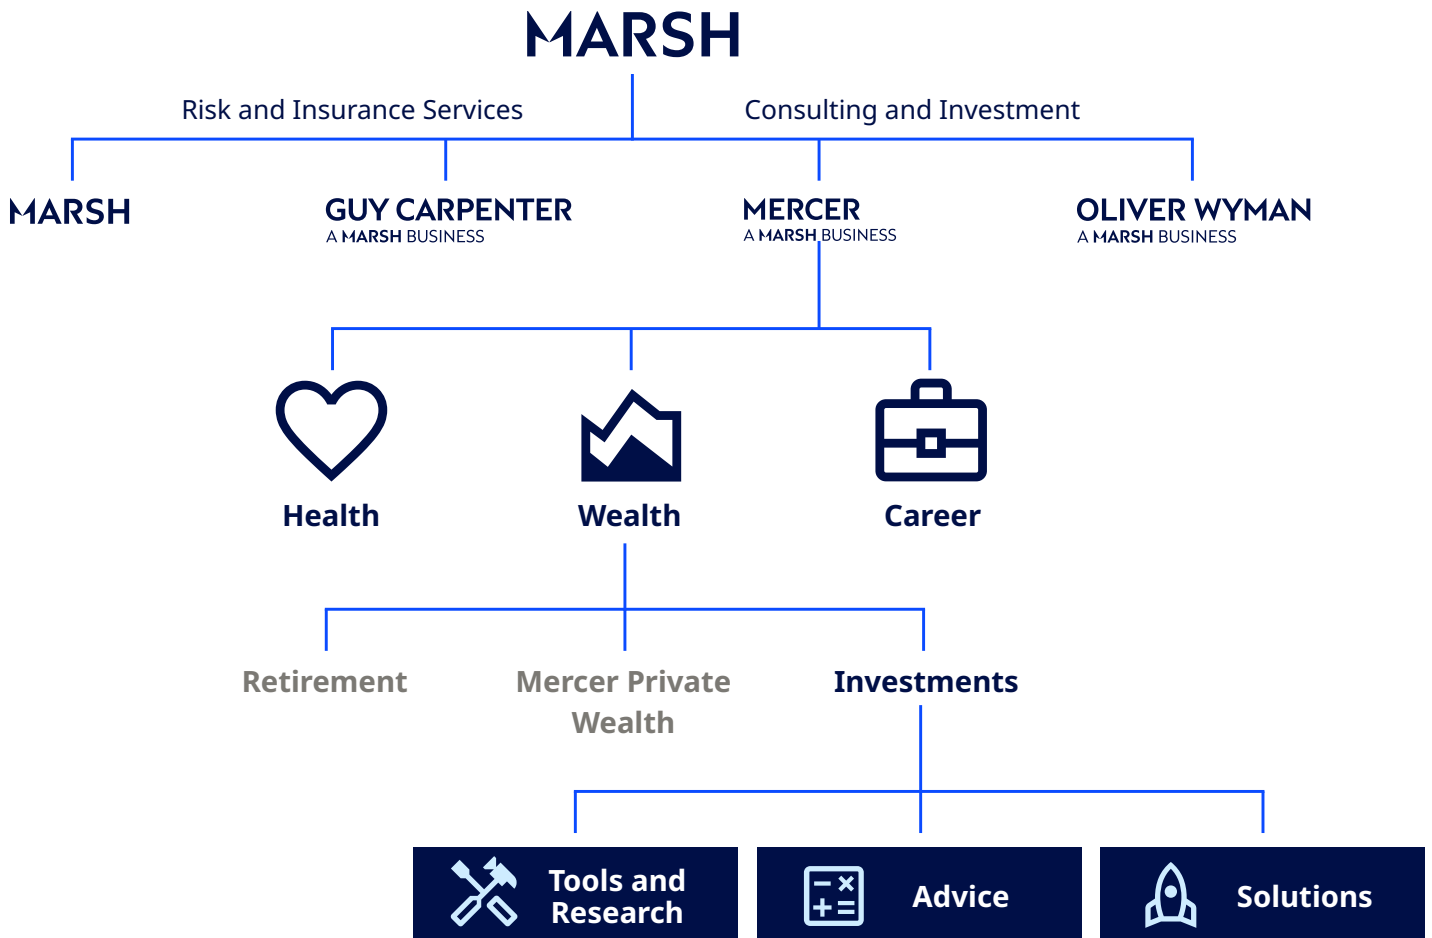 MARSH
Risk and Insurance Services
Consulting and Investment
MARSH
GUY CARPENTER
A MARSH BUSINESS
MERCER
A MARSH BUSINESS
OLIVER WYMAN
A MARSH BUSINESS
Health
Wealth
Career
Retirement
Mercer Private
Wealth
Investments
Tools and
Research
Advice
Solutions